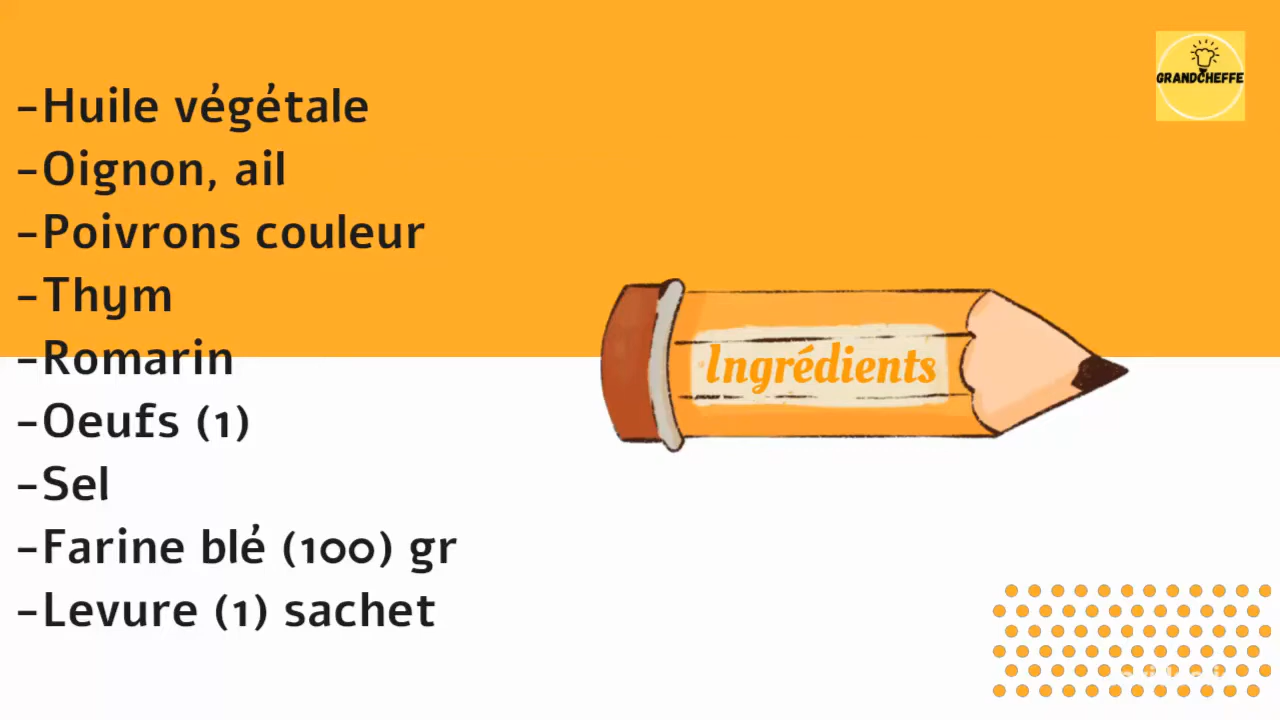 -Huile végétale
-Oignon, ail
-Poivrons couleur
-Thym
-Romarin
-Oeufs (1)
-Sel
-Farine blé (100) gr
-Levure (1) sachet
Ingrédients
GRANDCHEFFE